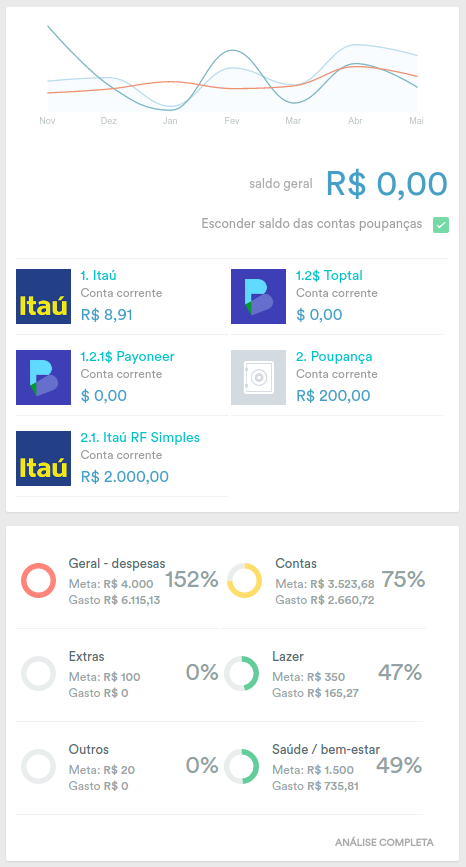 Nov Dez Jan Fev Mar Abr Mai
saldo geral R$ 0,00
Esconder saldo das contas poupanças
Itaú
1. Itaú
Conta corrente
R$ 8,91
1.2$ Toptal
Conta corrente
$ 0,00
1.2.1$ Payoneer
Conta corrente
$ 0,00
2. Poupança
Conta corrente
R$ 200,00
Itaú
2.1. Itaú RF Simples
Conta corrente
R$ 2.000,00
Geral - despesas
Meta: R$ 4.000
Gasto R$ 6.115,13
152%
Contas
Meta: R$ 3.523,68
Gasto R$ 2.660,72
75%
Extras
Meta: R$ 100
Gasto R$ 0
0%
Lazer
Meta: R$ 350
Gasto R$ 165,27
47%
Outros
Meta: R$ 20
Gasto R$ 0
0%
Saúde / bem-estar
Meta: R$ 1.500
Gasto R$ 735,81
49%
ANÁLISE COMPLETA